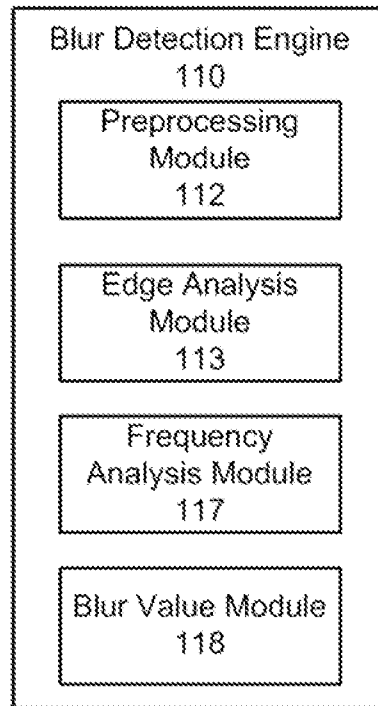 Blur Detection Engine
110
Preprocessing
Module
112
Edge Analysis
Module
113
Frequency
Analysis Module
117
Blur Value Module
118